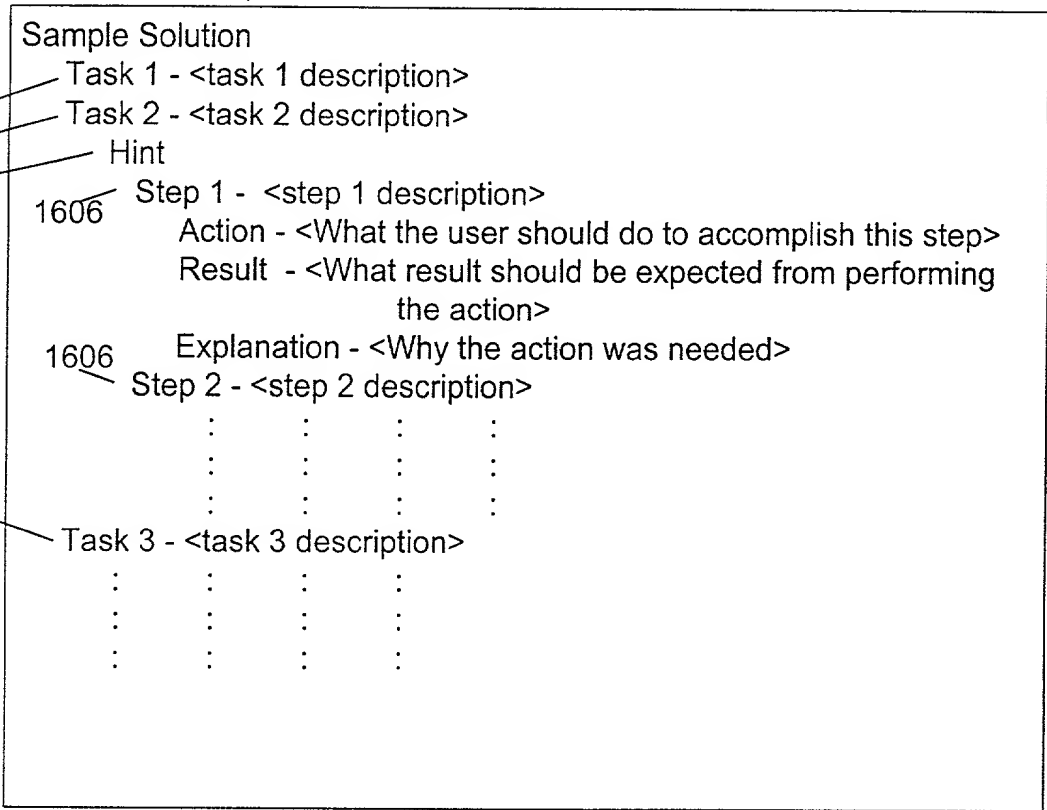 Sample Solution
Task 1 - <task 1 description>
Task 2 - <task 2 description>
Hint
1606 Step 1 - <step 1 description>
Action - <What the user should do to accomplish this step>
Result - <What result should be expected from performing
the action>
Explanation - <Why the action was needed>
1606
Step 2 - <step 2 description>
: : : :
: : : :
: : : :
Task 3 - <task 3 description>
: : : :
: : : :
: : : :